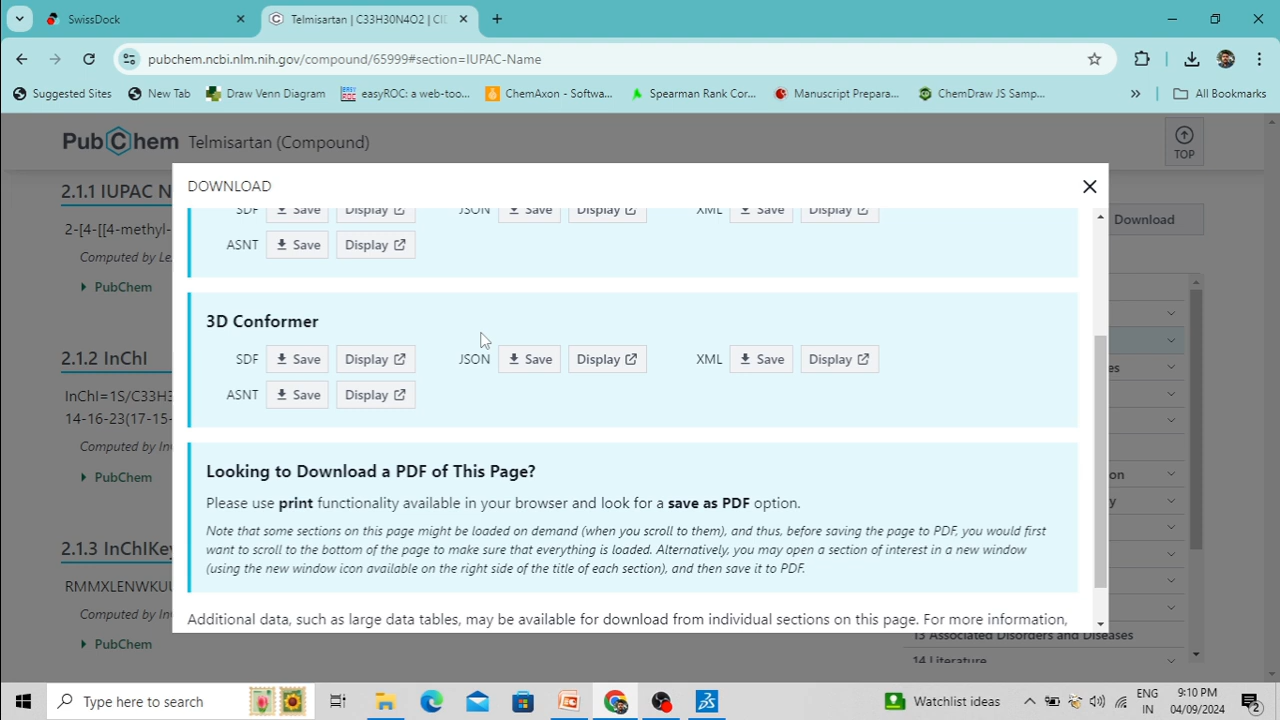 SwissDock
Telmisartan | C33H30N4O2 | CI
pubchem.ncbi.nlm.nih.gov/compound/65999#section=IUPAC-Name
Suggested Sites
New Tab
Draw Venn Diagram
easyROC: a web-too...
ChemAxon - Softwa...
Spearman Rank Cor...
Manuscript Prepara...
ChemDraw JS Samp...
»
All Bookmarks
PubChem Telmisartan (Compound)
TOP
2.1.1 IUPAC N
2-[4-[[4-methyl-
Computed by Le
PubChem
2.1.2 InChI
InChI=1S/C33H3
14-16-23(17-15-
Computed by In
PubChem
2.1.3 InChIKey
RMMXLENWKUU
Computed by In
PubChem
Download
DOWNLOAD
SDF Save Display JSON Save Display XML Save Display
ASNT Save Display
3D Conformer
SDF Save Display JSON Save Display XML Save Display
ASNT Save Display
Looking to Download a PDF of This Page?
Please use print functionality available in your browser and look for a save as PDF option.
Note that some sections on this page might be loaded on demand (when you scroll to them), and thus, before saving the page to PDF, you would first
want to scroll to the bottom of the page to make sure that everything is loaded. Alternatively, you may open a section of interest in a new window
(using the new window icon available on the right side of the title of each section), and then save it to PDF.
Additional data, such as large data tables, may be available for download from individual sections on this page. For more information,
es
on
y
13 Associated Disorders and Diseases
14 Literature
Type here to search
Watchlist ideas
ENG
IN
9:10 PM
04/09/2024
2